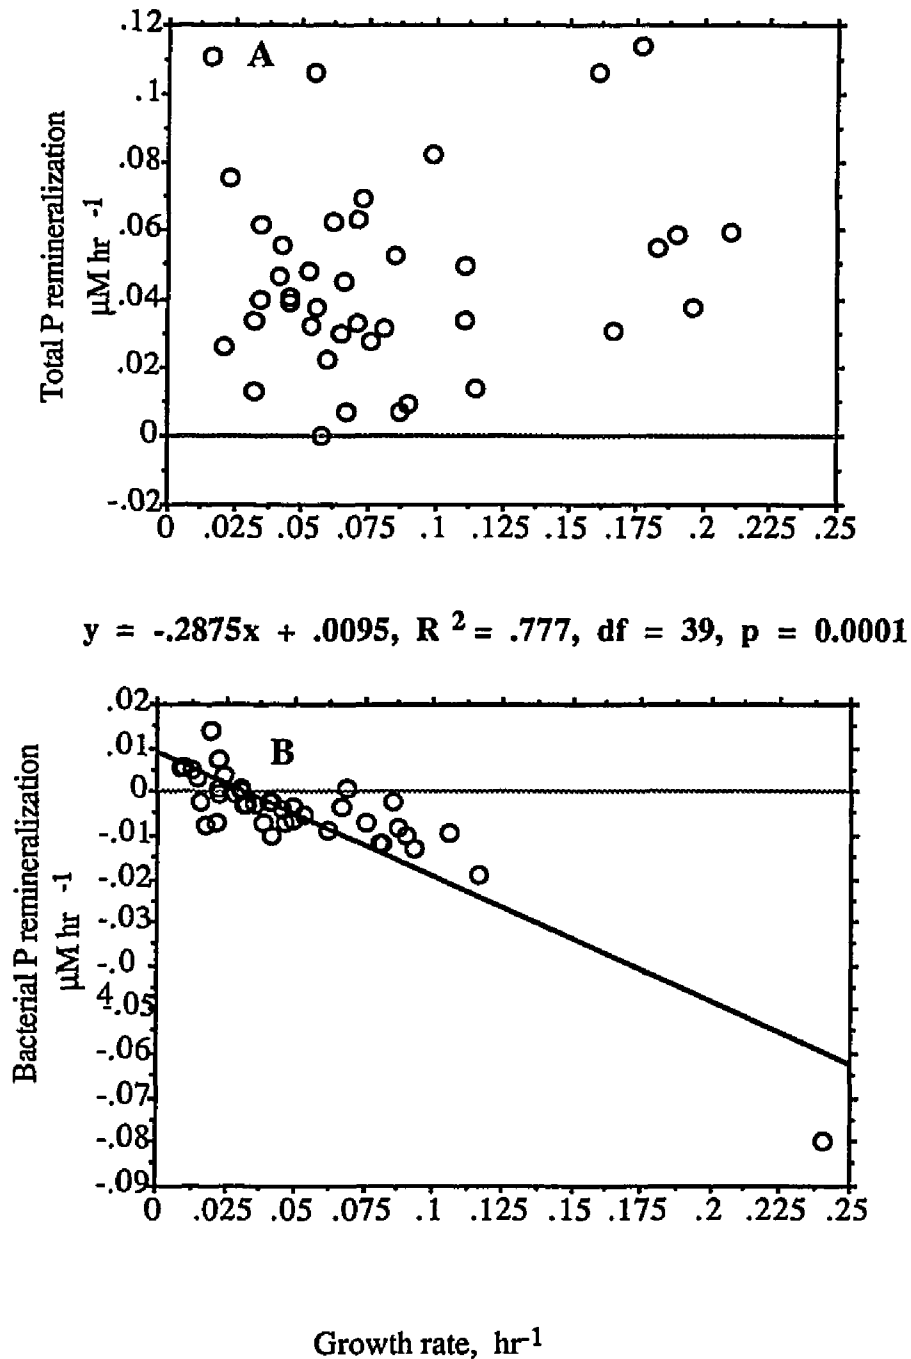 .12
A
.1
.08
.06
.04
.02
0
-.02
Total P remineralization
µM hr -1
0 .025 .05 .075 .1 .125 .15 .175 .2 .225 .25
y = -.2875x + .0095, R 2 = .777, df = 39, p = 0.0001
.02
.01
B
0
-.01
-.02
-.03
-.0
4
-.05
-.06
-.07
-.08
-.09
Bacterial P remineralization
µM hr -1
0 .025 .05 .075 .1 .125 .15 .175 .2 .225 .25
Growth rate, hr-1